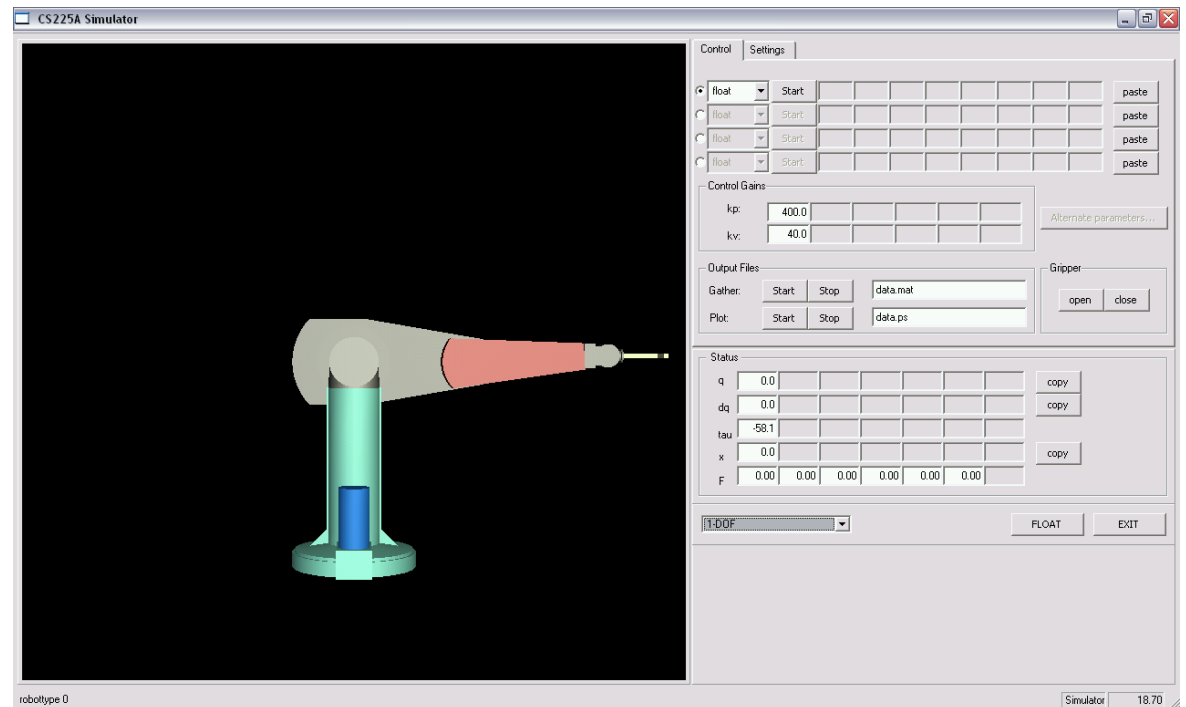 CS225A Simulator
Control Settings
float Start paste
float Start paste
float Start paste
float Start paste
Control Gains
kp: 400.0
kv: 40.0
Alternate parameters...
Output Files
Gather: Start Stop data.mat
Plot: Start Stop data.ps
Gripper
open close
Status
q 0.0 copy
dq 0.0 copy
tau -58.1
x 0.0 copy
F 0.00 0.00 0.00 0.00 0.00 0.00
1-DOF FLOAT EXIT
robottype 0 Simulator 18.70